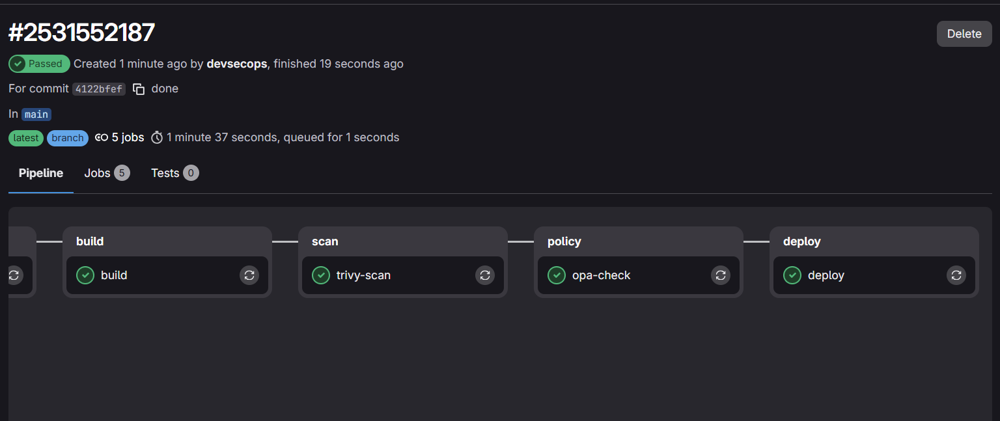 #2531552187
Delete
Passed Created 1 minute ago by devsecops, finished 19 seconds ago
For commit 4122bfef done
In main
latest branch 5 jobs 1 minute 37 seconds, queued for 1 seconds
Pipeline Jobs 5 Tests 0
build scan policy deploy
build trivy-scan opa-check deploy